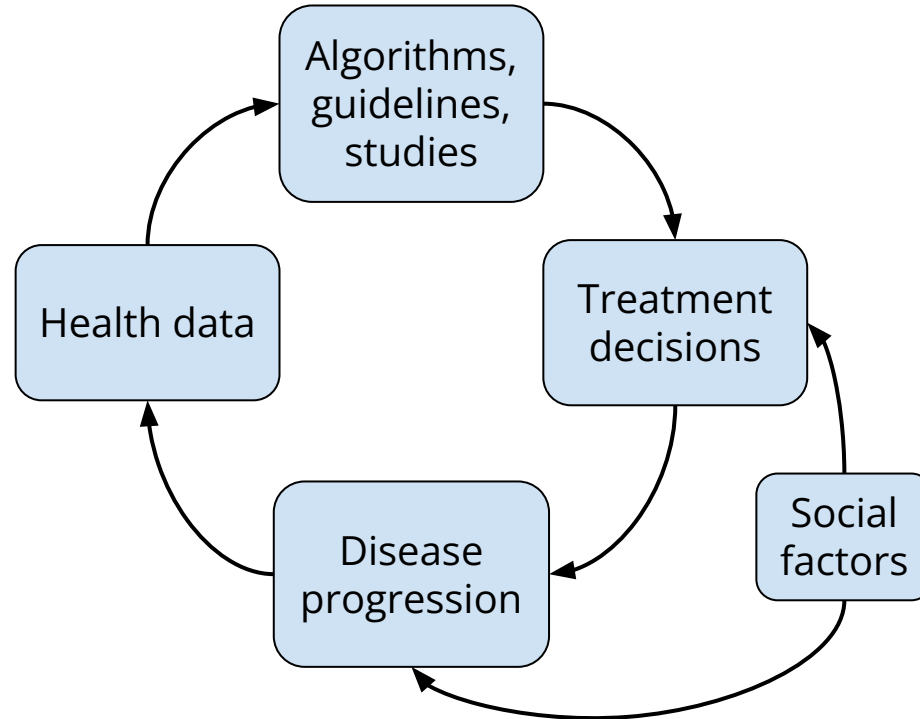 Algorithms,
guidelines,
studies
Health data
Treatment
decisions
Social
factors
Disease
progression